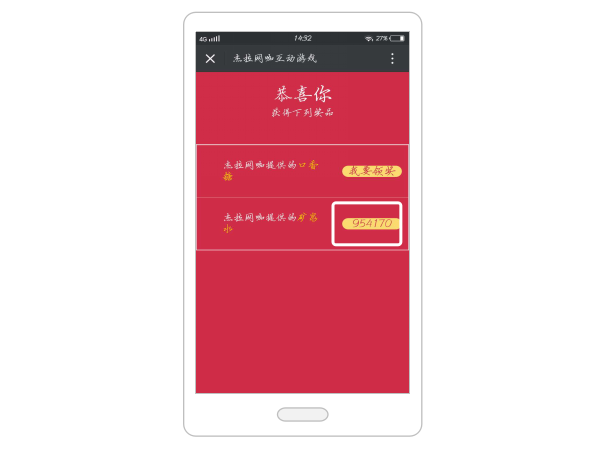 4G 14:32 27%
杰拉网咖互动游戏
恭喜你
获得下列奖品
杰拉网咖提供的口香
糖
我要领奖
杰拉网咖提供的矿泉
水
954170